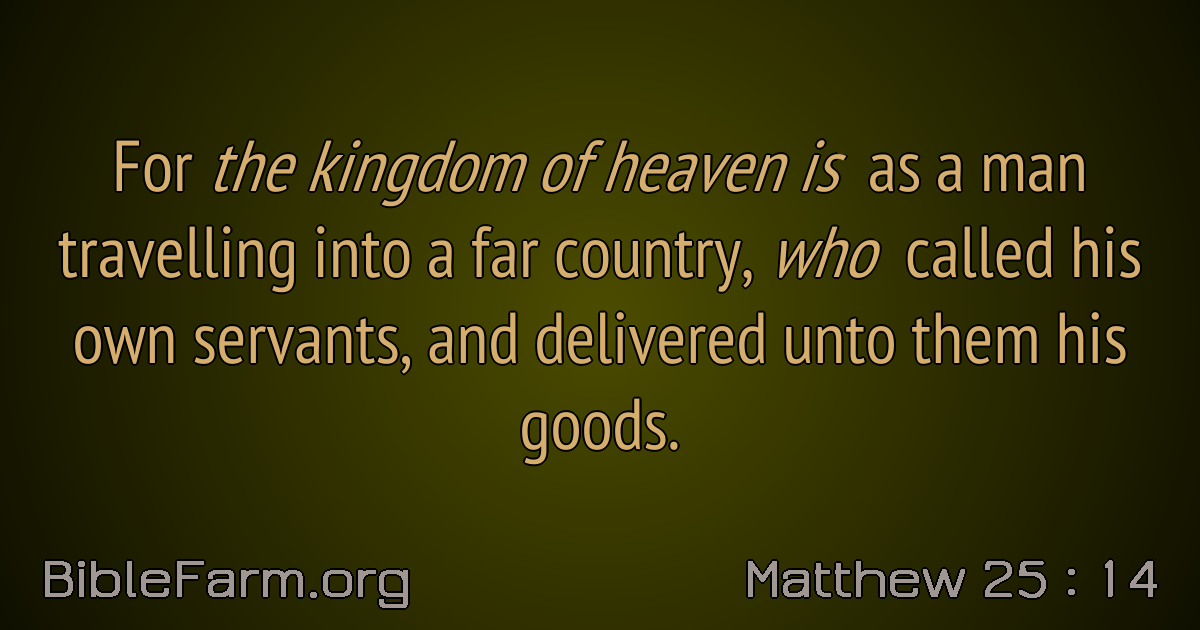 For the kingdom of heaven is as a man
travelling into a far country, who called his
own servants, and delivered unto them his
goods.
BibleFarm.org
Matthew 25 : 14